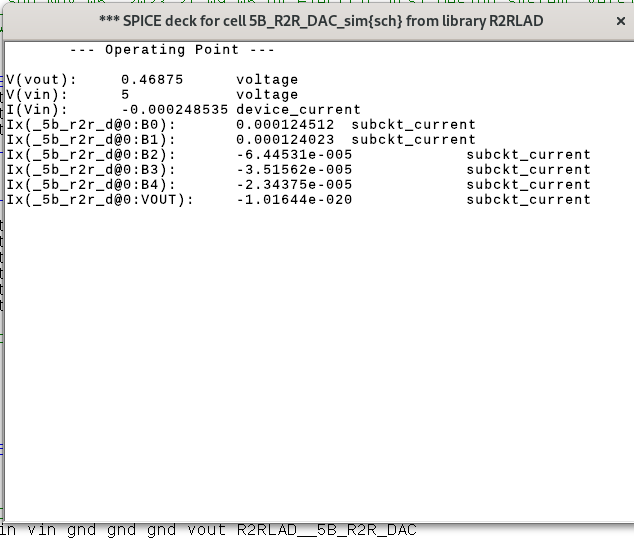 *** SPICE deck for cell 5B_R2R_DAC_sim{sch} from library R2RLAD
--- Operating Point ---
V(vout): 0.46875 voltage
V(vin): 5 voltage
I(Vin): -0.000248535 device_current
Ix(_5b_r2r_d@0:B0): 0.000124512 subckt_current
Ix(_5b_r2r_d@0:B1): 0.000124023 subckt_current
Ix(_5b_r2r_d@0:B2): -6.44531e-005 subckt_current
Ix(_5b_r2r_d@0:B3): -3.51562e-005 subckt_current
Ix(_5b_r2r_d@0:B4): -2.34375e-005 subckt_current
Ix(_5b_r2r_d@0:VOUT): -1.01644e-020 subckt_current
in vin gnd gnd gnd vout R2RLAD__5B_R2R_DAC